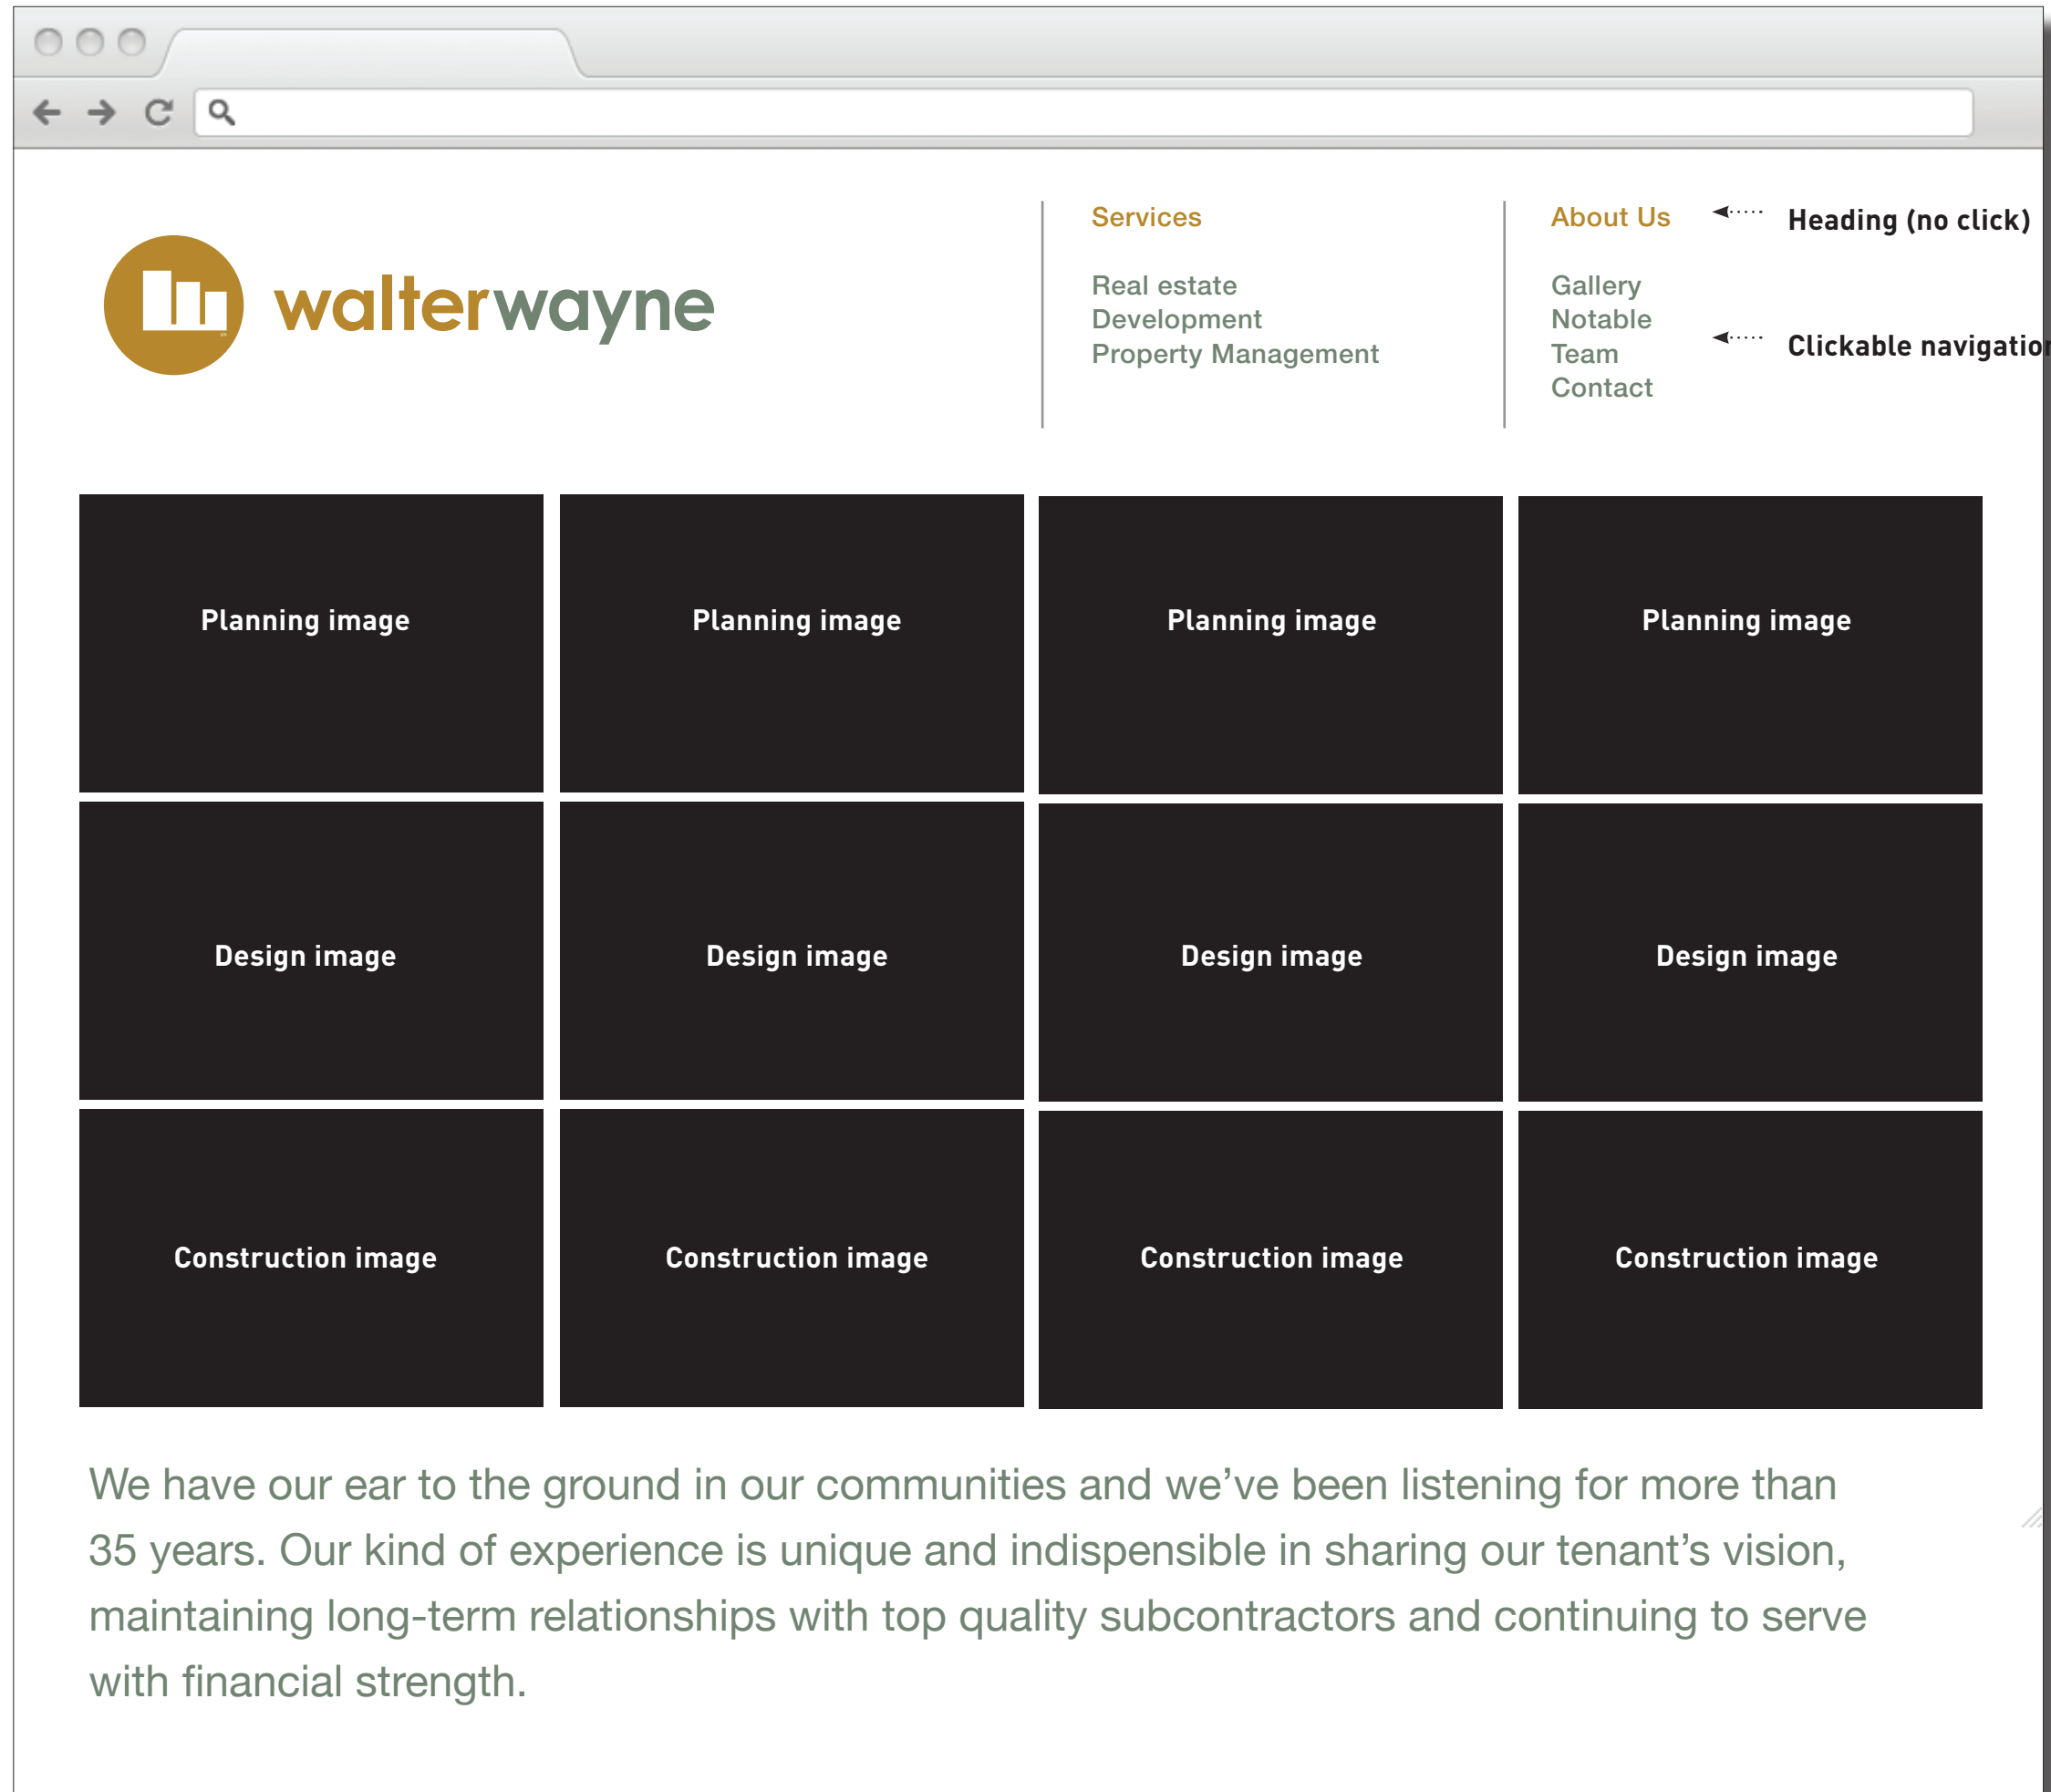 walterwayne
Services
Real estate
Development
Property Management
About Us
Gallery
Notable
Team
Contact
Heading (no click)
Clickable navigation
Planning image
Planning image
Planning image
Planning image
Design image
Design image
Design image
Design image
Construction image
Construction image
Construction image
Construction image
We have our ear to the ground in our communities and we’ve been listening for more than
35 years. Our kind of experience is unique and indispensible in sharing our tenant’s vision,
maintaining long-term relationships with top quality subcontractors and continuing to serve
with financial strength.